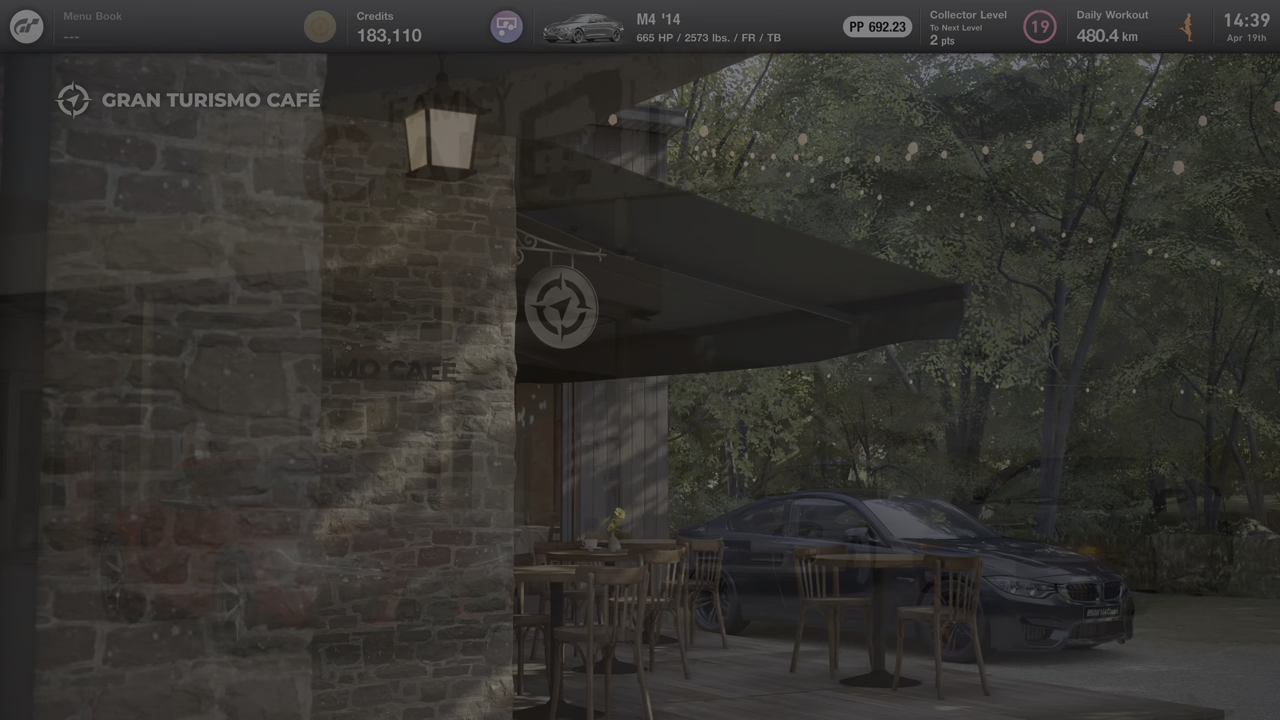 Menu Book
---
Credits
183,110
M4 '14
665 HP / 2573 lbs. / FR / TB
PP 692.23
Collector Level
To Next Level
2 pts
19
Daily Workout
480.4 km
14:39
Apr 19th
GRAN TURISMO CAFÉ
FAMILY
MO CAFÉ